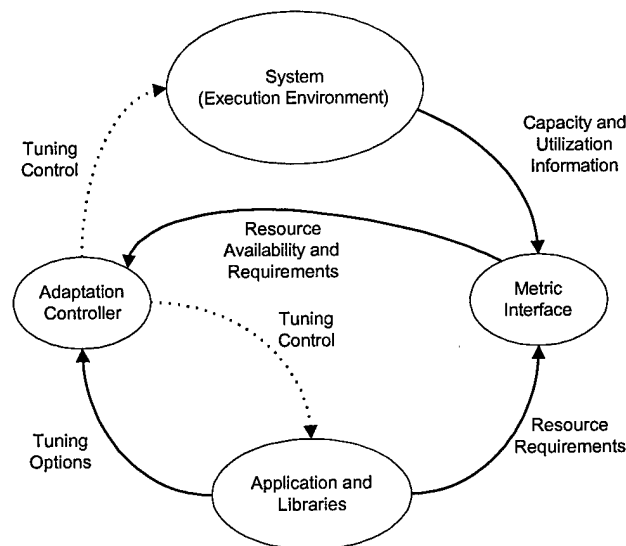 System
(Execution Environment)
Tuning
Control
Capacity and
Utilization
Information
Resource
Availability and
Requirements
Adaptation
Controller
Metric
Interface
Tuning
Control
Tuning
Options
Resource
Requirements
Application and
Libraries